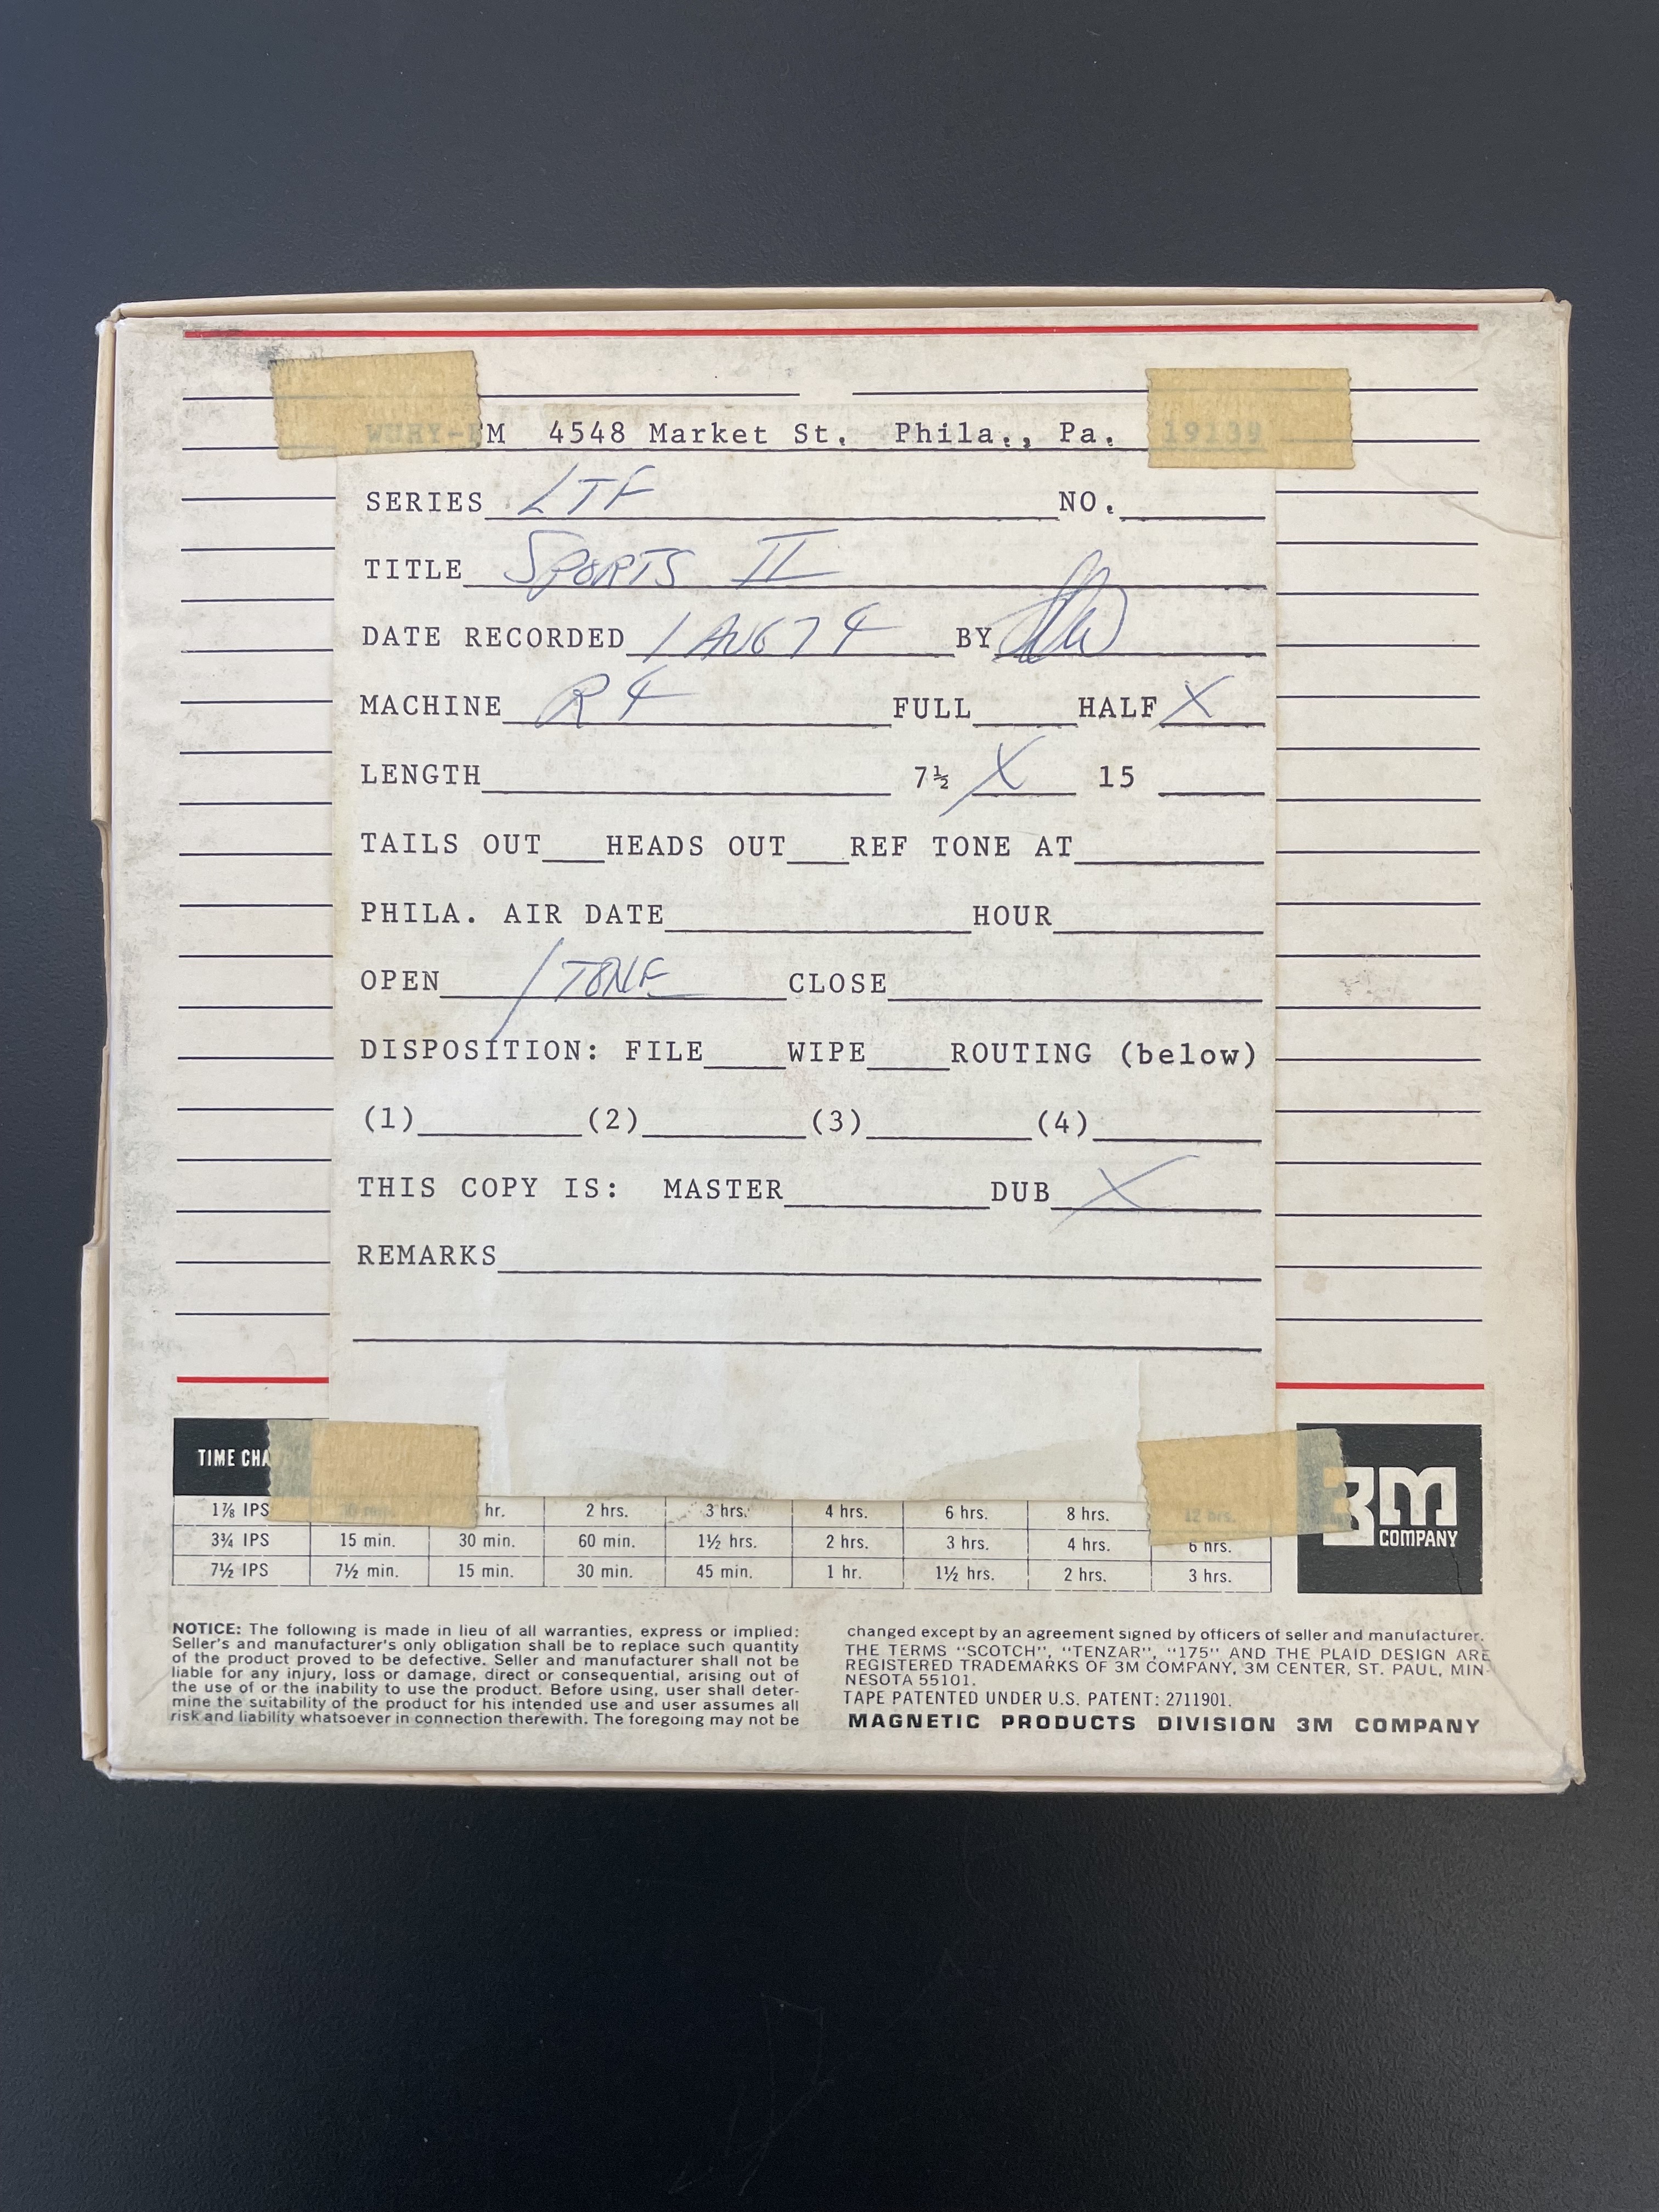 WUHY-FM 4548 Market St. Phila., Pa. 19139
SERIES LTF NO.
TITLE SPORTS II
DATE RECORDED 1 AUG 74 BY
MACHINE R4 FULL HALF X
LENGTH 7½ X 15
TAILS OUT HEADS OUT REF TONE AT
PHILA. AIR DATE HOUR
OPEN / TONE CLOSE
DISPOSITION: FILE WIPE ROUTING (below)
(1) (2) (3) (4)
THIS COPY IS: MASTER DUB X
REMARKS
TIME CHA
1⅞ IPS 30 min. hr. 2 hrs. 3 hrs. 4 hrs. 6 hrs. 8 hrs. 12 hrs.
3¾ IPS 15 min. 30 min. 60 min. 1½ hrs. 2 hrs. 3 hrs. 4 hrs. 6 hrs.
7½ IPS 7½ min. 15 min. 30 min. 45 min. 1 hr. 1½ hrs. 2 hrs. 3 hrs.
3M
COMPANY
NOTICE: The following is made in lieu of all warranties, express or implied:
Seller's and manufacturer's only obligation shall be to replace such quantity
of the product proved to be defective. Seller and manufacturer shall not be
liable for any injury, loss or damage, direct or consequential, arising out of
the use of or the inability to use the product. Before using, user shall deter-
mine the suitability of the product for his intended use and user assumes all
risk and liability whatsoever in connection therewith. The foregoing may not be
changed except by an agreement signed by officers of seller and manufacturer.
THE TERMS "SCOTCH", "TENZAR", "175" AND THE PLAID DESIGN ARE
REGISTERED TRADEMARKS OF 3M COMPANY, 3M CENTER, ST. PAUL, MIN-
NESOTA 55101.
TAPE PATENTED UNDER U.S. PATENT: 2711901.
MAGNETIC PRODUCTS DIVISION 3M COMPANY